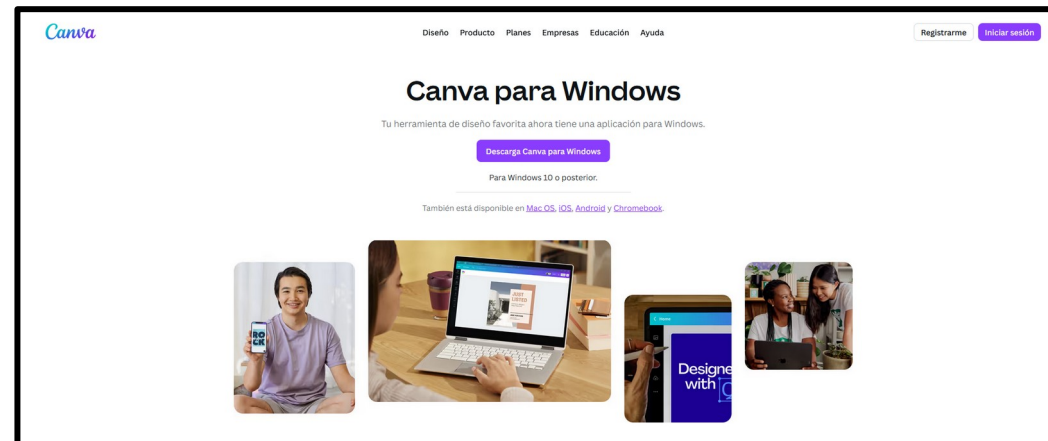 Canva
Diseño Producto Planes Empresas Educación Ayuda
Registrarme Iniciar sesión
Canva para Windows
Tu herramienta de diseño favorita ahora tiene una aplicación para Windows.
Descarga Canva para Windows
Para Windows 10 o posterior.
También está disponible en Mac OS, iOS, Android y Chromebook.
RO
CK
JUST
LISTED
Home
Designe
with